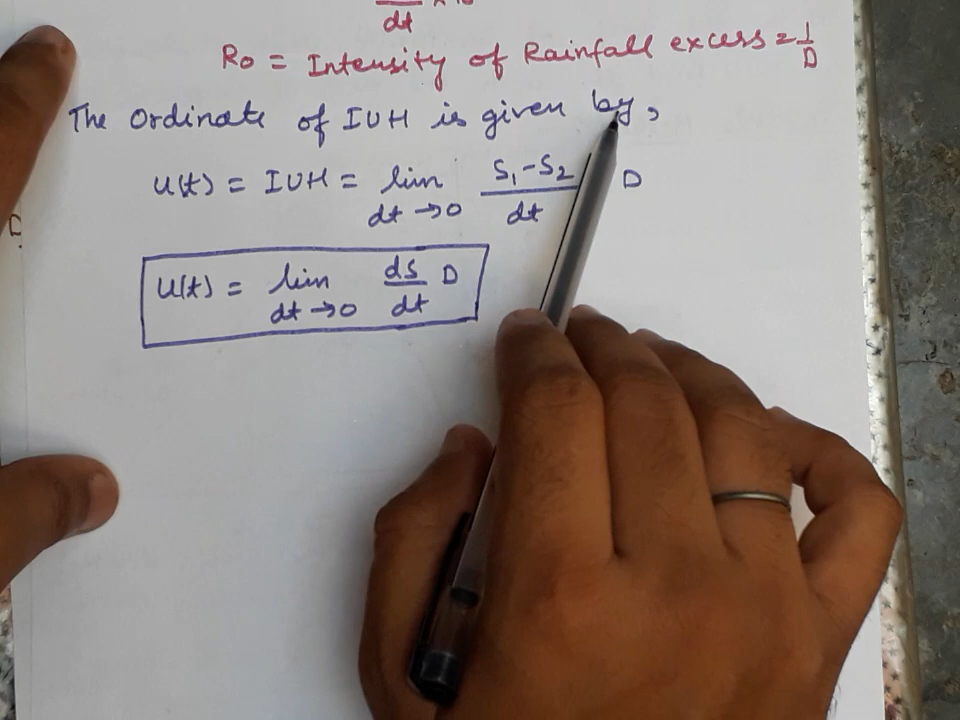 dt
R0 = Intensity of Rainfall excess = 1/D
The Ordinate of IUH is given by,
U(t) = IUH = lim dt→0 S1-S2/dt D
U(t) = lim dt→0 ds/dt D